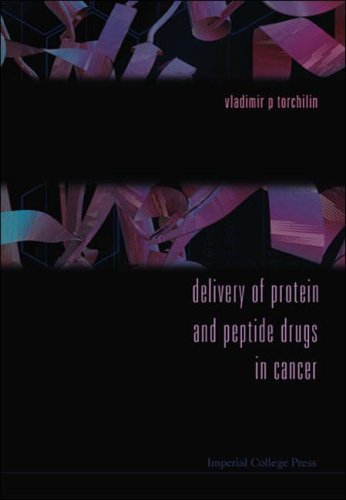 vladimir p torchilin
delivery of protein
and peptide drugs
in cancer
Imperial College Press